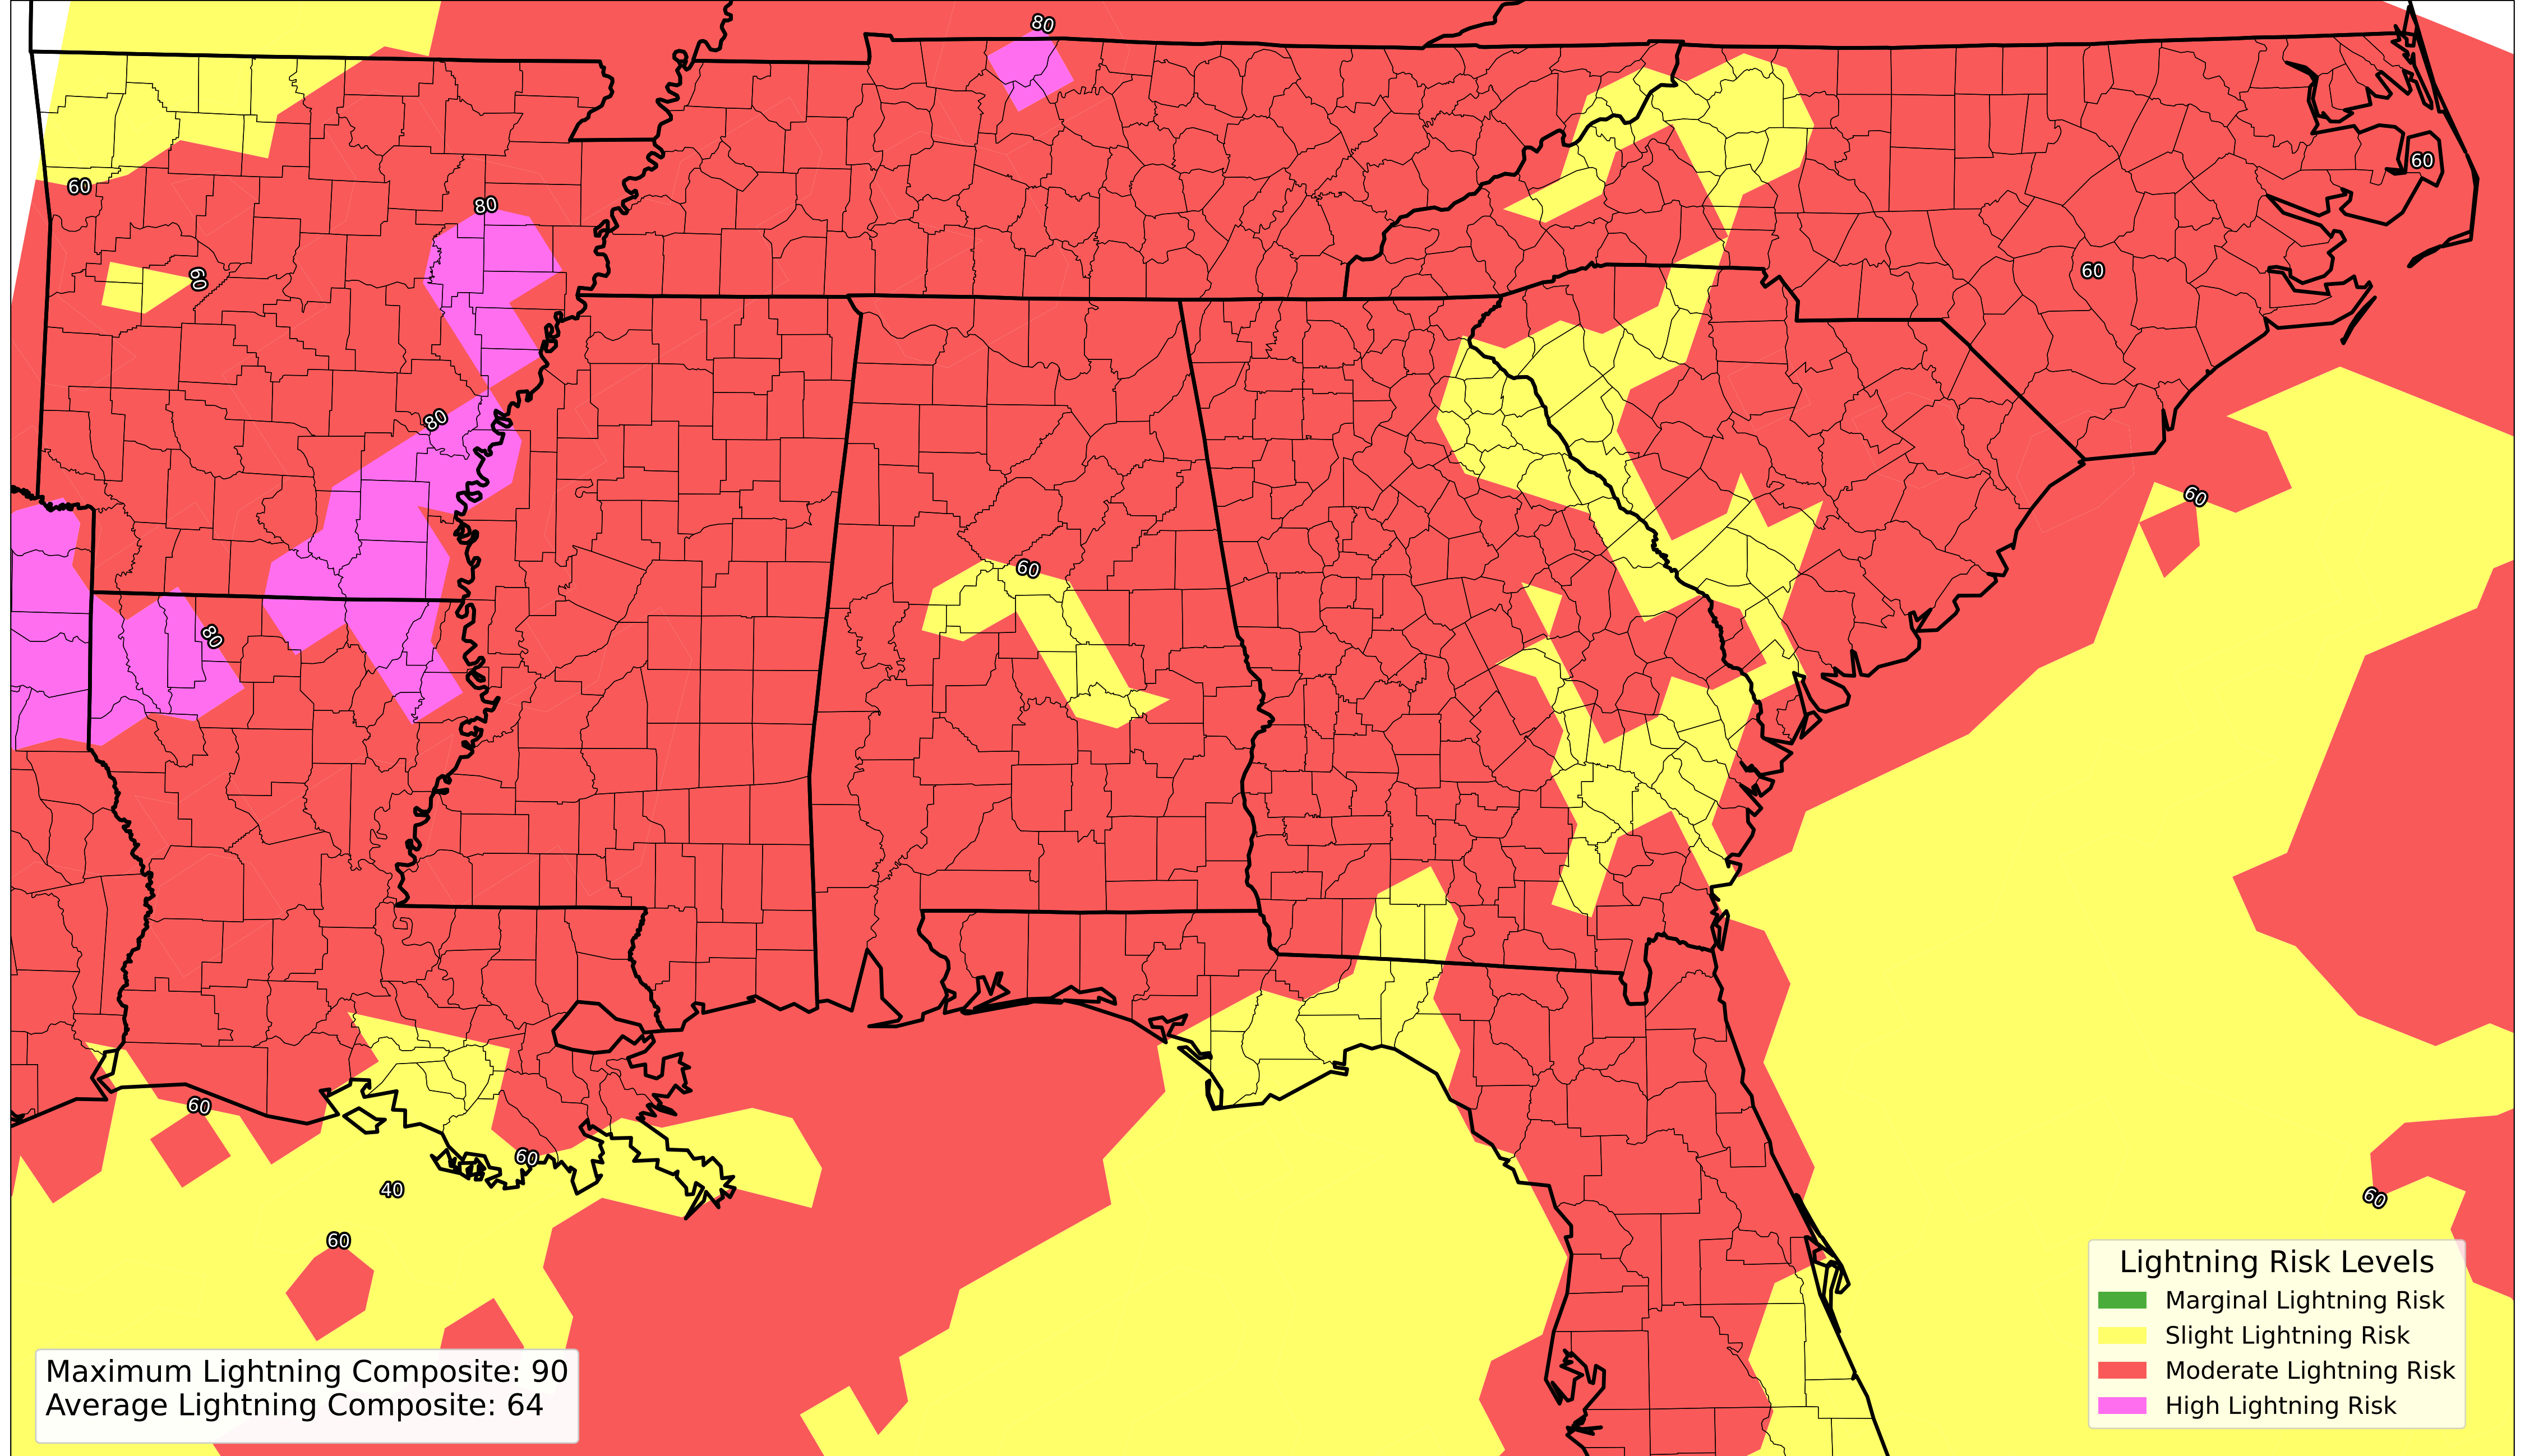 80
60
60
80
60
60
80
60
60
80
60
60
40
60
60
Lightning Risk Levels
Marginal Lightning Risk
Slight Lightning Risk
Moderate Lightning Risk
High Lightning Risk
Maximum Lightning Composite: 90
Average Lightning Composite: 64